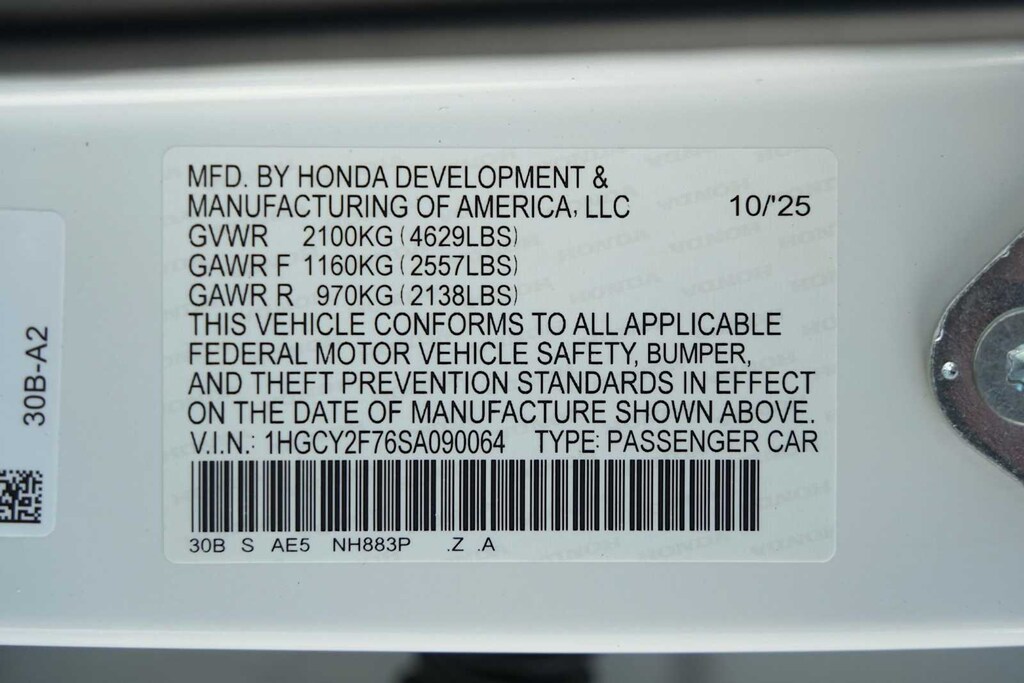 MFD. BY HONDA DEVELOPMENT &
MANUFACTURING OF AMERICA, LLC 10/'25
GVWR 2100KG (4629LBS)
GAWR F 1160KG (2557LBS)
GAWR R 970KG (2138LBS)
THIS VEHICLE CONFORMS TO ALL APPLICABLE
FEDERAL MOTOR VEHICLE SAFETY, BUMPER,
AND THEFT PREVENTION STANDARDS IN EFFECT
ON THE DATE OF MANUFACTURE SHOWN ABOVE.
V.I.N.: 1HGCY2F76SA090064 TYPE: PASSENGER CAR
30B S AE5 NH883P .Z .A
30B-A2